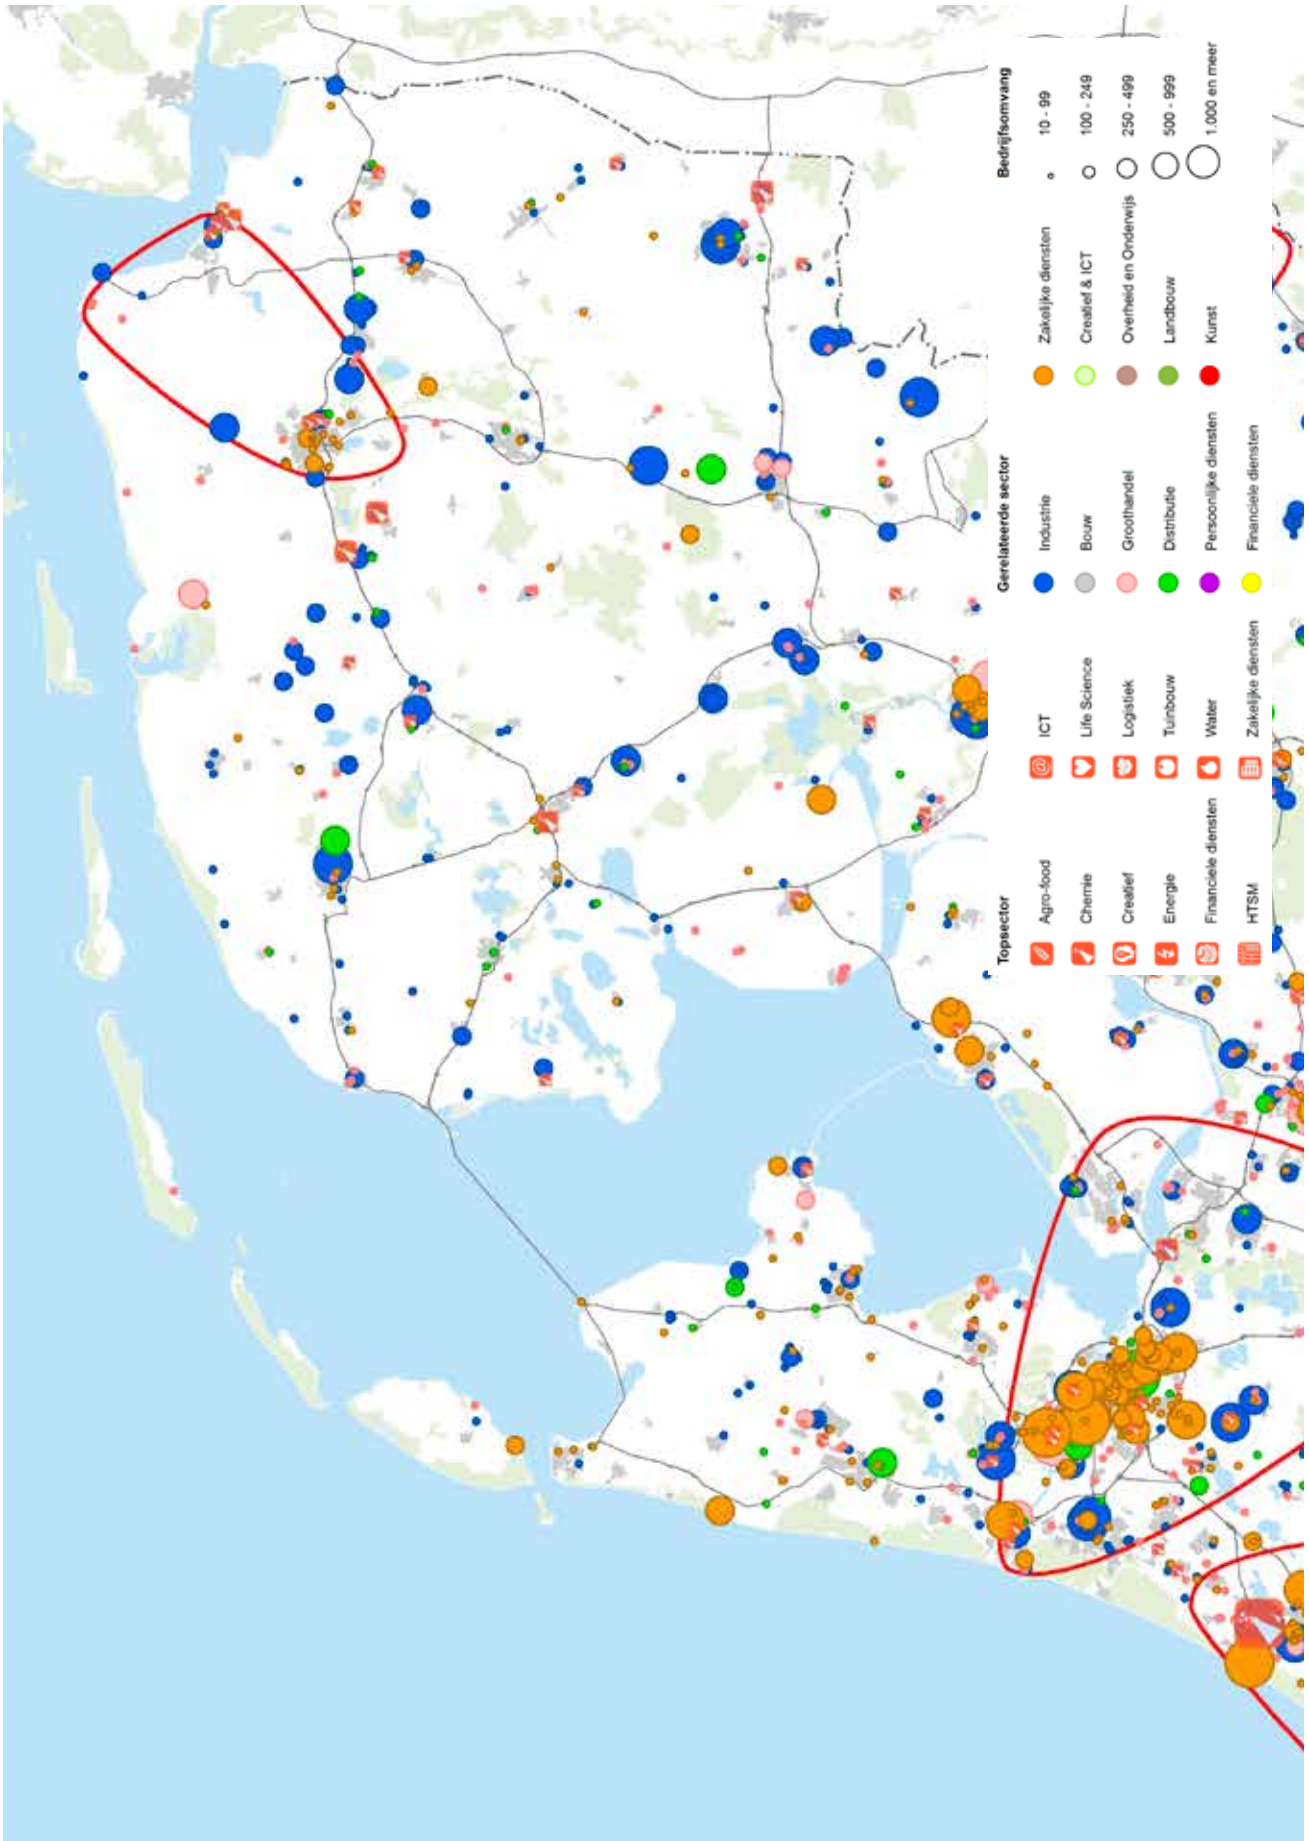 Topsector
Agro-food
Chemie
Creatief
Energie
Financiele diensten
HTSM
@ ICT
Life Science
Logistiek
Tuinbouw
Water
Zakelijke diensten
Gerelateerde sector
Industrie
Bouw
Groothandel
Distributie
Persoonlijke diensten
Financiele diensten
Zakelijke diensten
Creatief & ICT
Overheid en Onderwijs
Landbouw
Kunst
Bedrijfsomvang
10 - 99
100 - 249
250 - 499
500 - 999
1.000 en meer